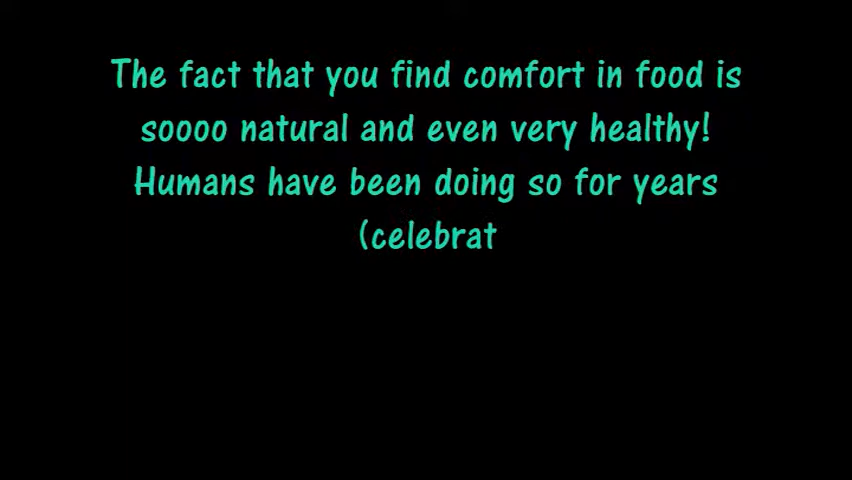 The fact that you find comfort in food is
soooo natural and even very healthy!
Humans have been doing so for years
(celebrat